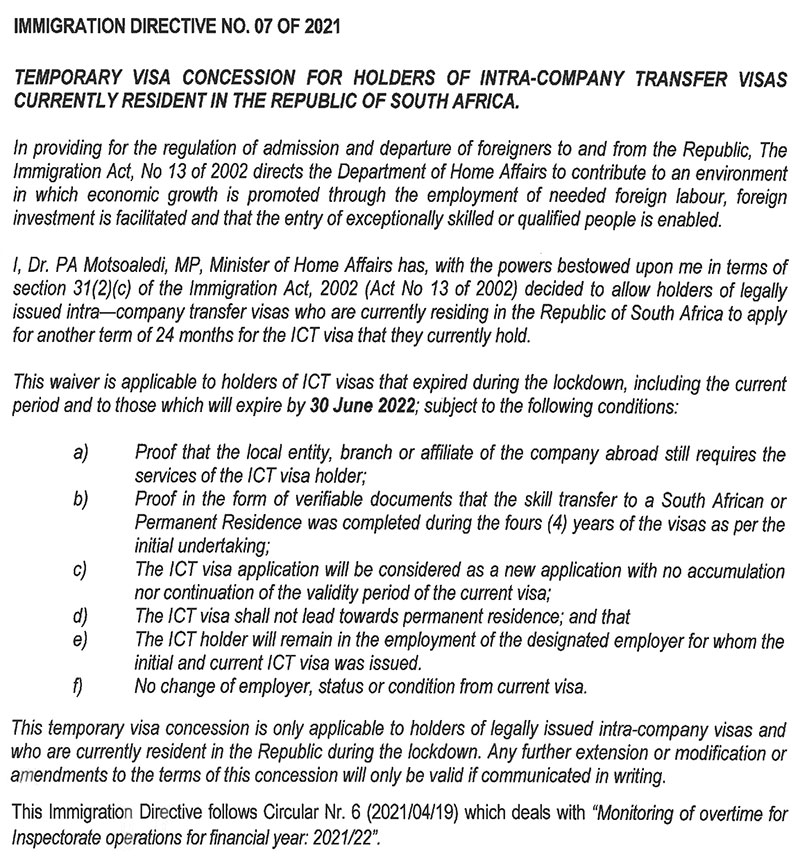 IMMIGRATION DIRECTIVE NO. 07 OF 2021
TEMPORARY VISA CONCESSION FOR HOLDERS OF INTRA-COMPANY TRANSFER VISAS
CURRENTLY RESIDENT IN THE REPUBLIC OF SOUTH AFRICA.
In providing for the regulation of admission and departure of foreigners to and from the Republic, The
Immigration Act, No 13 of 2002 directs the Department of Home Affairs to contribute to an environment
in which economic growth is promoted through the employment of needed foreign labour, foreign
investment is facilitated and that the entry of exceptionally skilled or qualified people is enabled.
I, Dr. PA Motsoaledi, MP, Minister of Home Affairs has, with the powers bestowed upon me in terms of
section 31(2)(c) of the Immigration Act, 2002 (Act No 13 of 2002) decided to allow holders of legally
issued intra—company transfer visas who are currently residing in the Republic of South Africa to apply
for another term of 24 months for the ICT visa that they currently hold.
This waiver is applicable to holders of ICT visas that expired during the lockdown, including the current
period and to those which will expire by 30 June 2022; subject to the following conditions:
a) Proof that the local entity, branch or affiliate of the company abroad still requires the
services of the ICT visa holder;
b) Proof in the form of verifiable documents that the skill transfer to a South African or
Permanent Residence was completed during the fours (4) years of the visas as per the
initial undertaking;
c) The ICT visa application will be considered as a new application with no accumulation
nor continuation of the validity period of the current visa;
d) The ICT visa shall not lead towards permanent residence; and that
e) The ICT holder will remain in the employment of the designated employer for whom the
initial and current ICT visa was issued.
f) No change of employer, status or condition from current visa.
This temporary visa concession is only applicable to holders of legally issued intra-company visas and
who are currently resident in the Republic during the lockdown. Any further extension or modification or
amendments to the terms of this concession will only be valid if communicated in writing.
This Immigration Directive follows Circular Nr. 6 (2021/04/19) which deals with “Monitoring of overtime for
Inspectorate operations for financial year: 2021/22”.